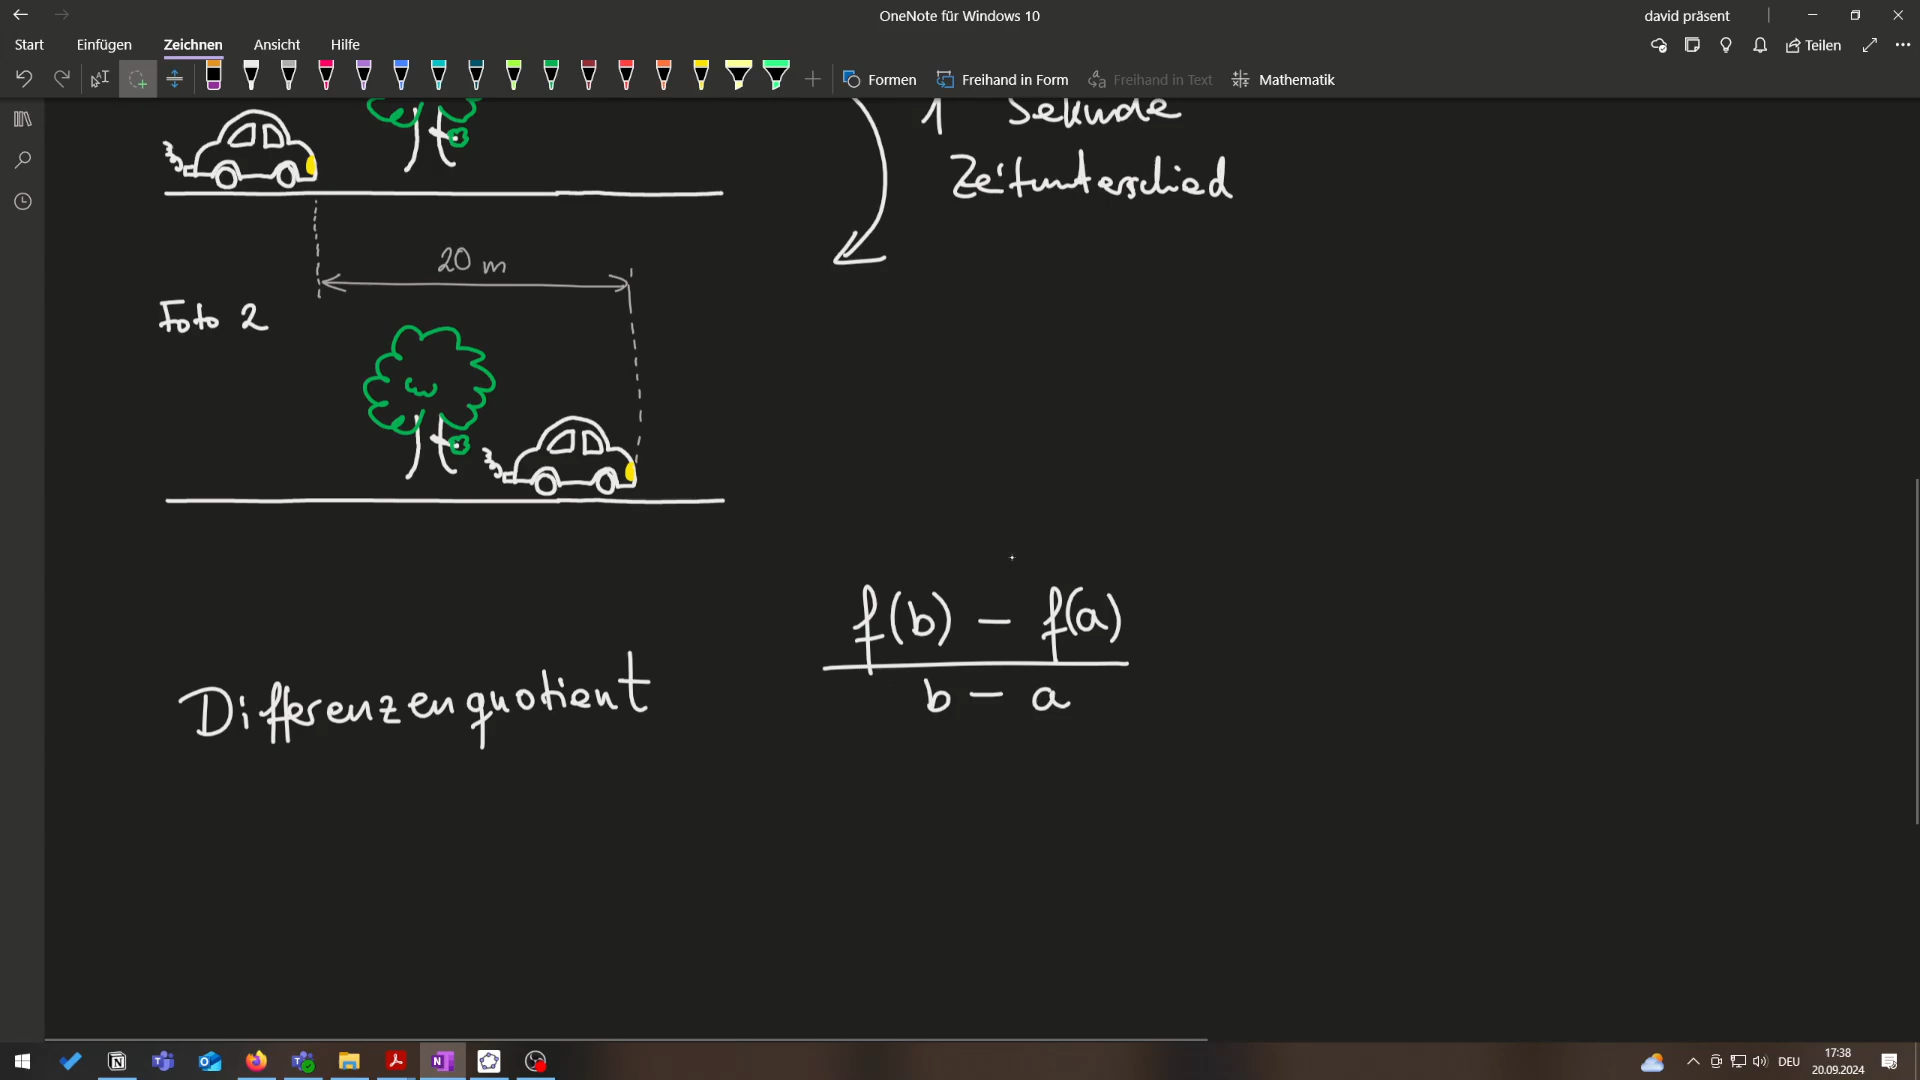 OneNote für Windows 10
david präsent
Start Einfügen Zeichnen Ansicht Hilfe
Teilen
Formen Freihand in Form Freihand in Text Mathematik
1 Sekunde
Zeitunterschied
20 m
Foto 2
f(b) - f(a)
b - a
Differenzenquotient
DEU
17:38
20.09.2024